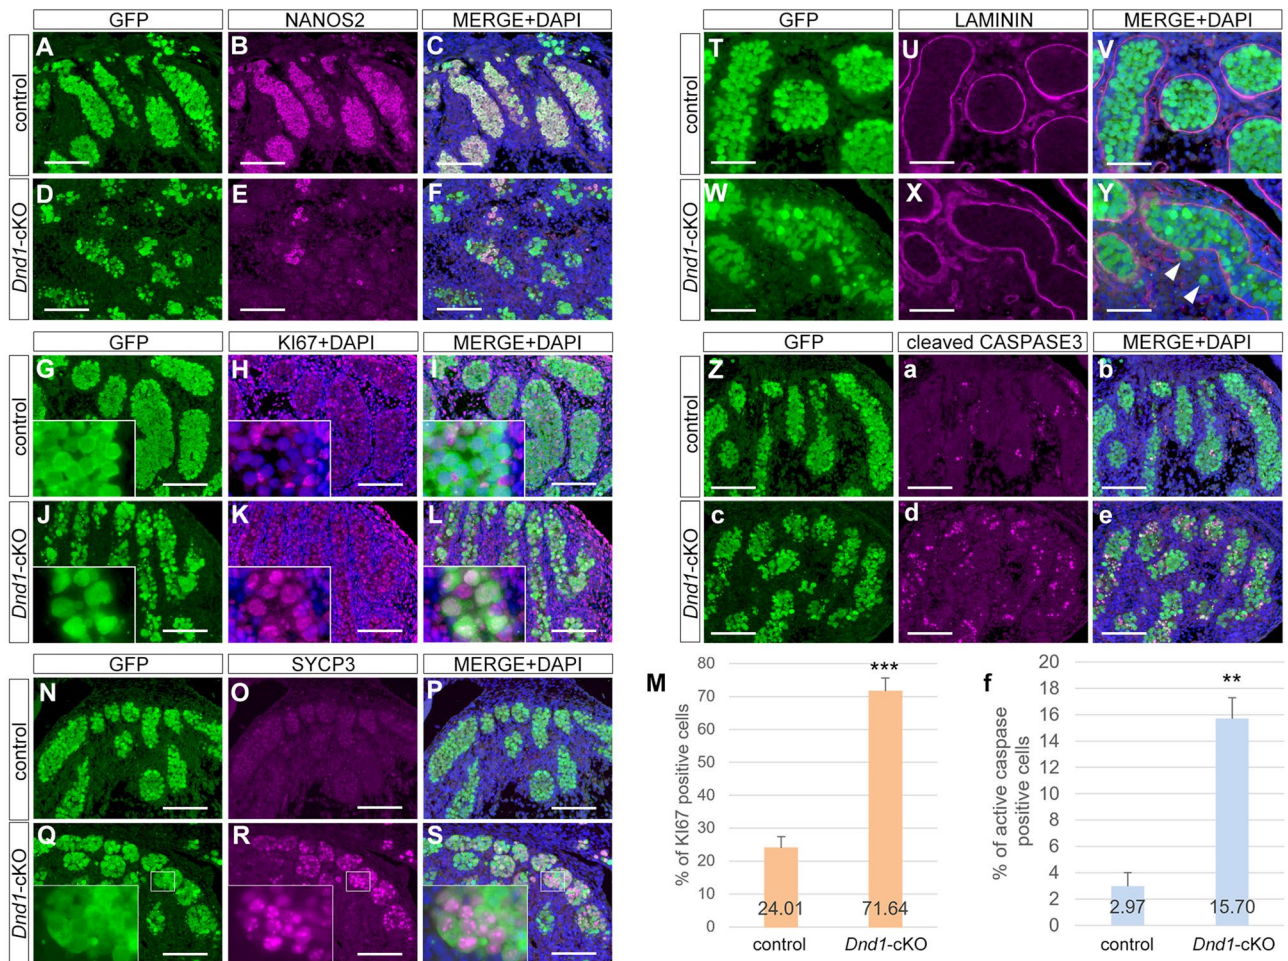 GFP NANOS2 MERGE+DAPI
control
A B C
Dnd1-cKO
D E F
GFP KI67+DAPI MERGE+DAPI
control
G H I
Dnd1-cKO
J K L
GFP SYCP3 MERGE+DAPI
control
N O P
Dnd1-cKO
Q R S
GFP LAMININ MERGE+DAPI
control
T U V
Dnd1-cKO
W X Y
GFP cleaved CASPASE3 MERGE+DAPI
control
Z a b
Dnd1-cKO
c d e
M
% of KI67 positive cells
80
70
60
50
40
30
20
10
0
***
24.01 71.64
control Dnd1-cKO
f
% of active caspase
positive cells
20
18
16
14
12
10
8
6
4
2
0
**
2.97 15.70
control Dnd1-cKO